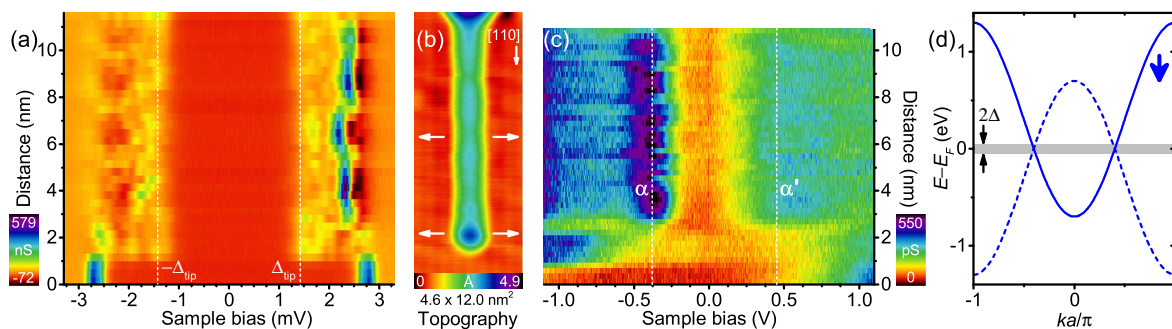 (a)
Distance (nm)
10
8
6
4
2
0
579
nS
-72
−Δtip
Δtip
-3 -2 -1 0 1 2 3
Sample bias (mV)
(b)
[110]
0 Å 4.9
4.6 x 12.0 nm²
Topography
(c)
α
α'
-1.0 -0.5 0.0 0.5 1.0
Sample bias (V)
10
8
6
4
2
0
Distance (nm)
550
pS
0
(d)
E−EF (eV)
1
0
-1
2Δ
-1 0 1
ka/π